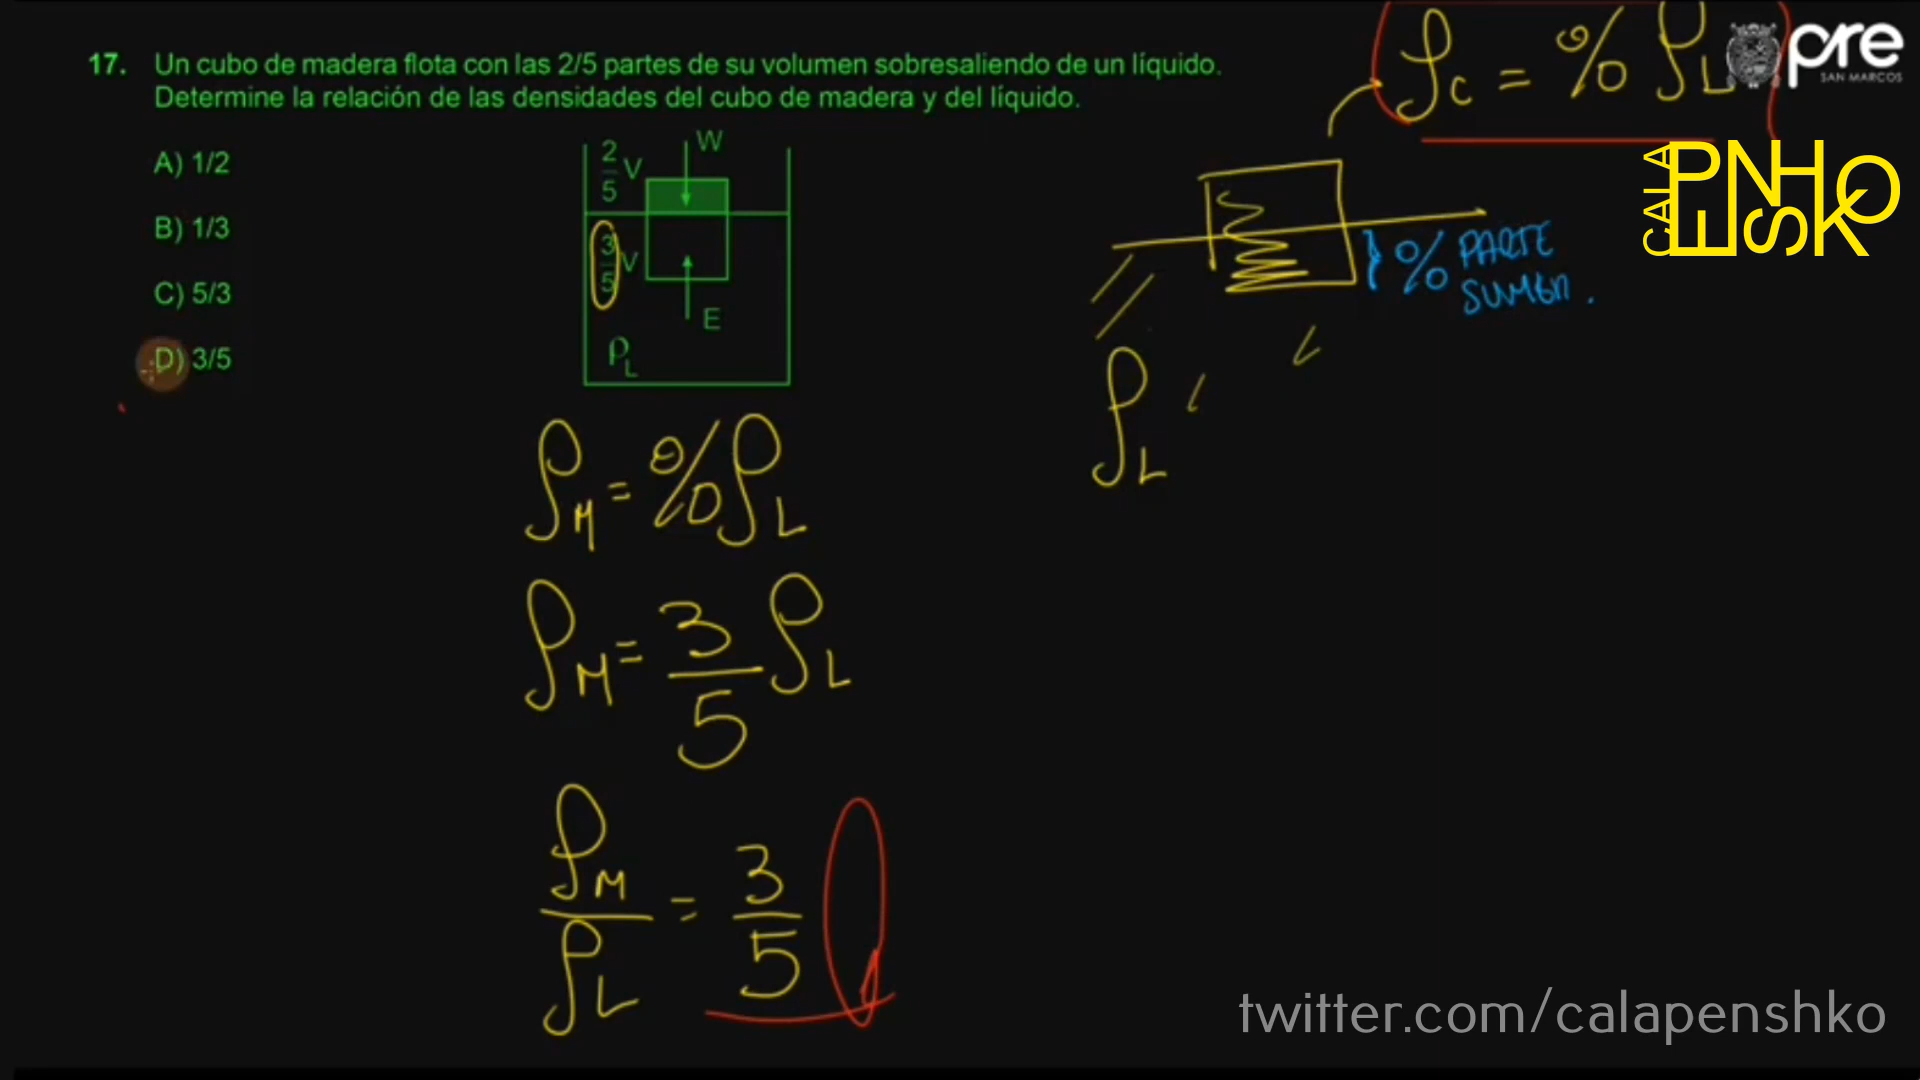 17. Un cubo de madera flota con las 2/5 partes de su volumen sobresaliendo de un líquido.
Determine la relación de las densidades del cubo de madera y del líquido.
A) 1/2
B) 1/3
C) 5/3
D) 3/5
W
2/5 V
3/5 V
E
ρL
ρM = % ρL
ρM = 3/5 ρL
ρM/ρL = 3/5
ρC = % ρL
pre
SAN MARCOS
CALA
PENSHKO
% PARTE
SUMER.
ρL
twitter.com/calapenshko